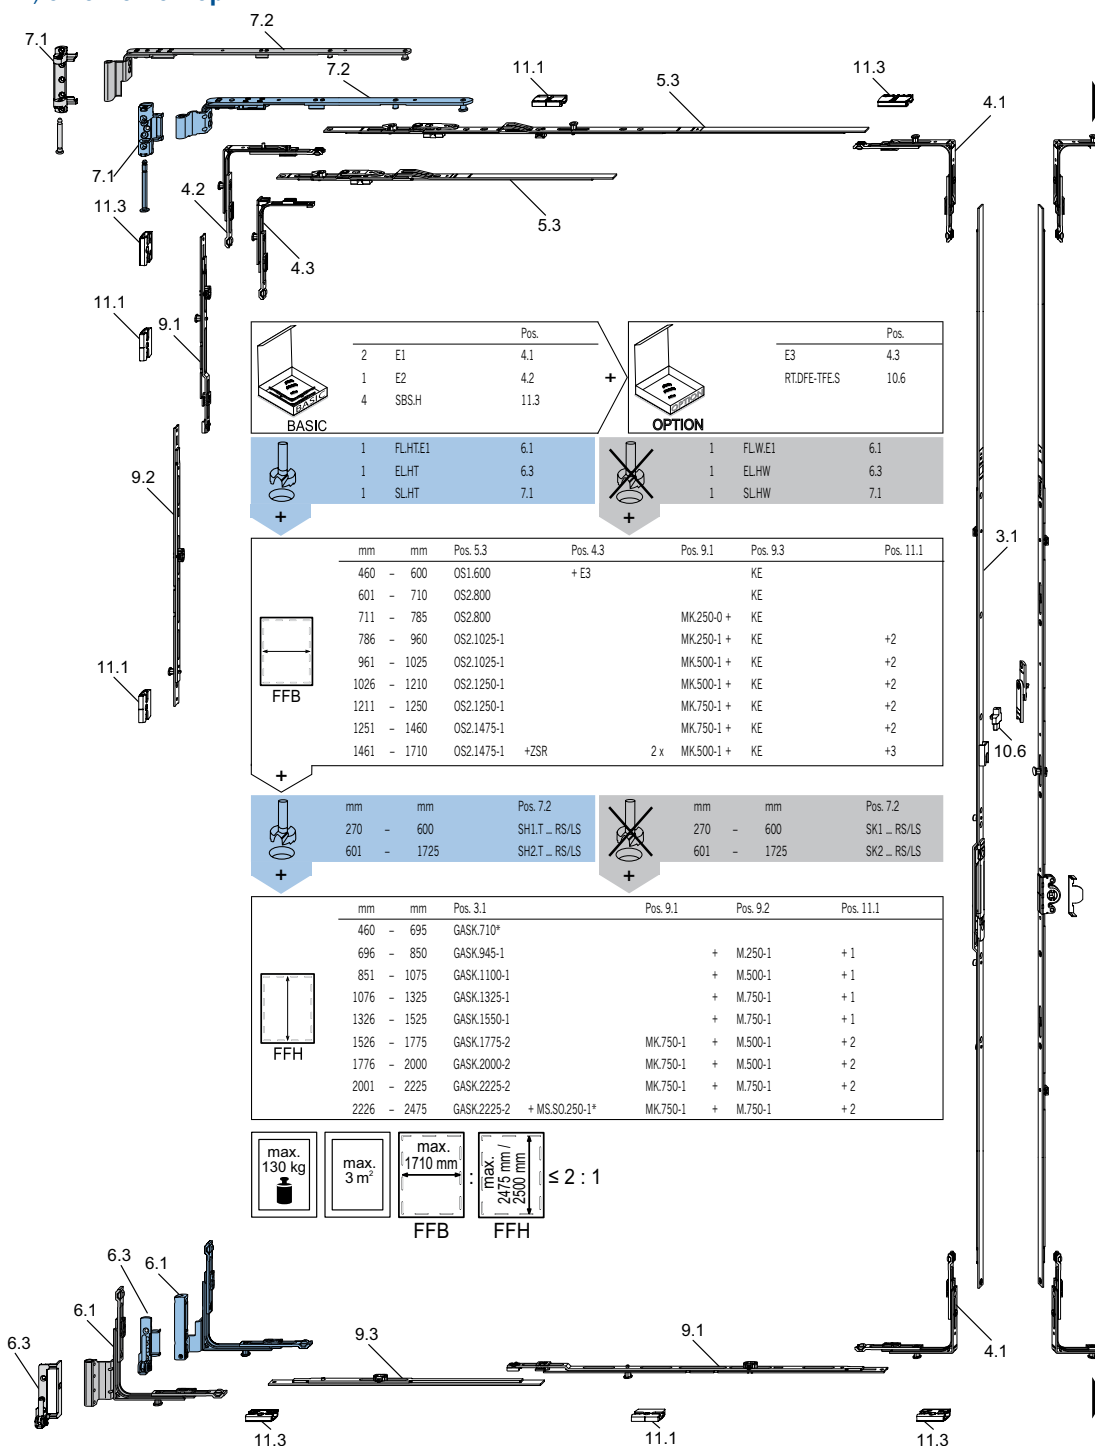 7.2
7.1
7.2
11.1
11.3
5.3
4.1
7.1
4.2
11.3
5.3
4.3
11.1
9.1
Pos.
2 E1 4.1
1 E2 4.2
4 SBS.H 11.3
BASIC
BASIC
+
Pos.
E3 4.3
RT.DFE-TFE.S 10.6
OPTION
OPTION
1 FL.HT.E1 6.1
1 EL.HT 6.3
1 SL.HT 7.1
+
1 FL.W.E1 6.1
1 EL.HW 6.3
1 SL.HW 7.1
+
9.2
3.1
mm mm Pos. 5.3 Pos. 4.3 Pos. 9.1 Pos. 9.3 Pos. 11.1
460 – 600 OS1.600 + E3 KE
601 – 710 OS2.800 KE
711 – 785 OS2.800 MK.250-0 + KE
786 – 960 OS2.1025-1 MK.250-1 + KE +2
961 – 1025 OS2.1025-1 MK.500-1 + KE +2
1026 – 1210 OS2.1250-1 MK.500-1 + KE +2
1211 – 1250 OS2.1250-1 MK.750-1 + KE +2
1251 – 1460 OS2.1475-1 MK.750-1 + KE +2
1461 – 1710 OS2.1475-1 +ZSR 2 x MK.500-1 + KE +3
FFB
+
11.1
10.6
mm mm Pos. 7.2
270 – 600 SH1.T ... RS/LS
601 – 1725 SH2.T ... RS/LS
+
mm mm Pos. 7.2
270 – 600 SK1 ... RS/LS
601 – 1725 SK2 ... RS/LS
+
mm mm Pos. 3.1 Pos. 9.1 Pos. 9.2 Pos. 11.1
460 – 695 GASK.710*
696 – 850 GASK.945-1 + M.250-1 + 1
851 – 1075 GASK.1100-1 + M.500-1 + 1
1076 – 1325 GASK.1325-1 + M.750-1 + 1
1326 – 1525 GASK.1550-1 + M.750-1 + 1
1526 – 1775 GASK.1775-2 MK.750-1 + M.500-1 + 2
1776 – 2000 GASK.2000-2 MK.750-1 + M.500-1 + 2
2001 – 2225 GASK.2225-2 MK.750-1 + M.750-1 + 2
2226 – 2475 GASK.2225-2 + MS.SO.250-1* MK.750-1 + M.750-1 + 2
FFH
max.
130 kg
max.
3 m²
max.
1710 mm
FFB
:
max.
2475 mm /
2500 mm
FFH
≤ 2 : 1
6.3
6.1
6.1
6.3
9.3
9.1
4.1
11.3
11.1
11.3